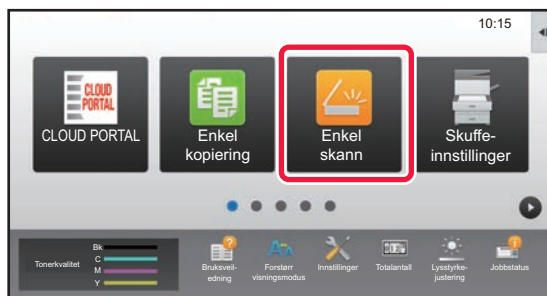 10:15
CLOUD
PORTAL
CLOUD PORTAL
Enkel
kopiering
Enkel
skann
Skuffe-
innstillinger
Tonerkvalitet
Bk
C
M
Y
Bruksveil-
edning
Forstørr
visningsmodus
Innstillinger
Totalantall
Lysstyrke-
justering
Jobbstatus